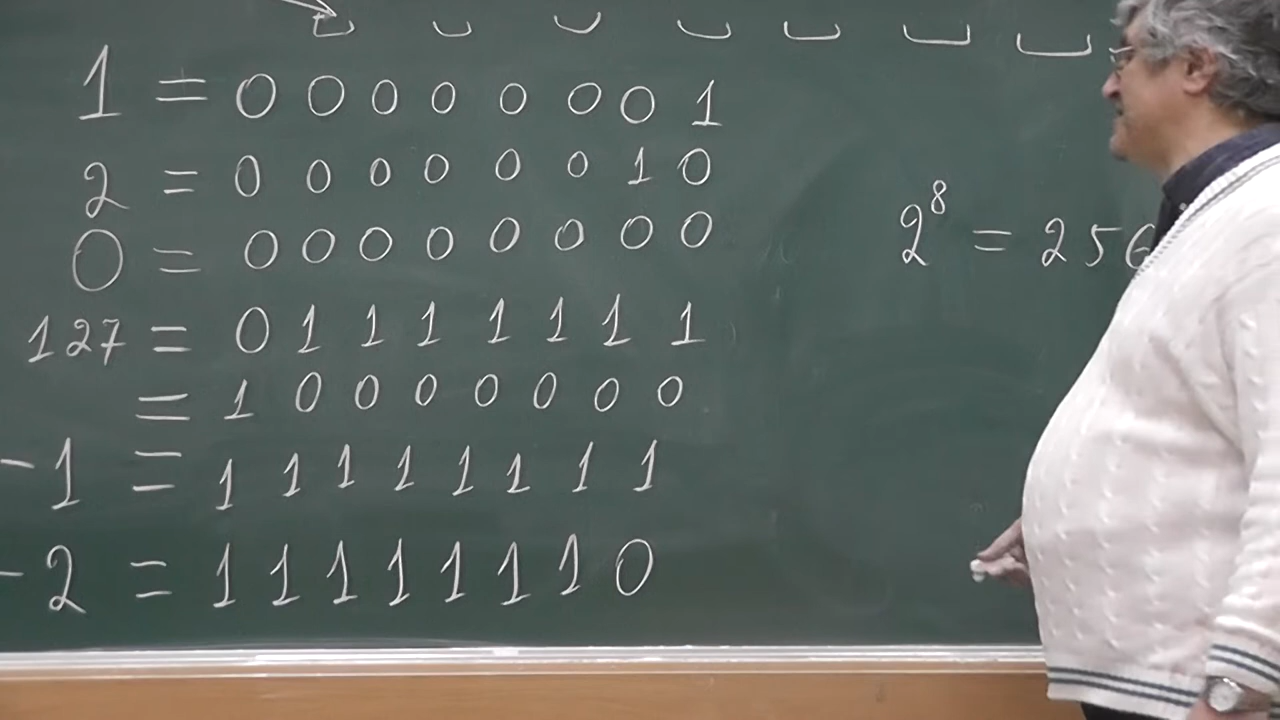 1 = 0 0 0 0 0 0 0 1
2 = 0 0 0 0 0 0 1 0
0 = 0 0 0 0 0 0 0 0
127 = 0 1 1 1 1 1 1 1
= 1 0 0 0 0 0 0 0
-1 = 1 1 1 1 1 1 1 1
-2 = 1 1 1 1 1 1 1 0
2⁸ = 256